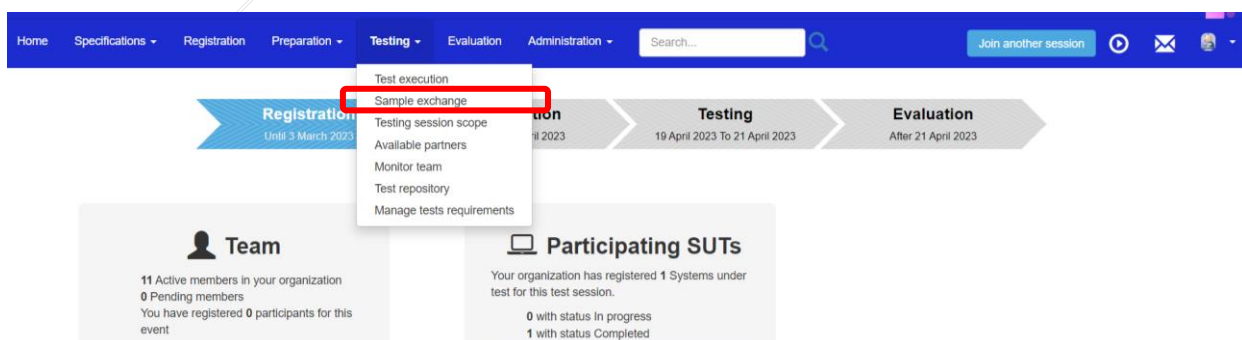 Home Specifications Registration Preparation Testing Evaluation Administration Search... Join another session
Test execution
Sample exchange
Testing session scope
Available partners
Monitor team
Test repository
Manage tests requirements
Registration
Until 3 March 2023
Testing
19 April 2023 To 21 April 2023
Evaluation
After 21 April 2023
Team
11 Active members in your organization
0 Pending members
You have registered 0 participants for this
event
Participating SUTs
Your organization has registered 1 Systems under
test for this test session.
0 with status In progress
1 with status Completed